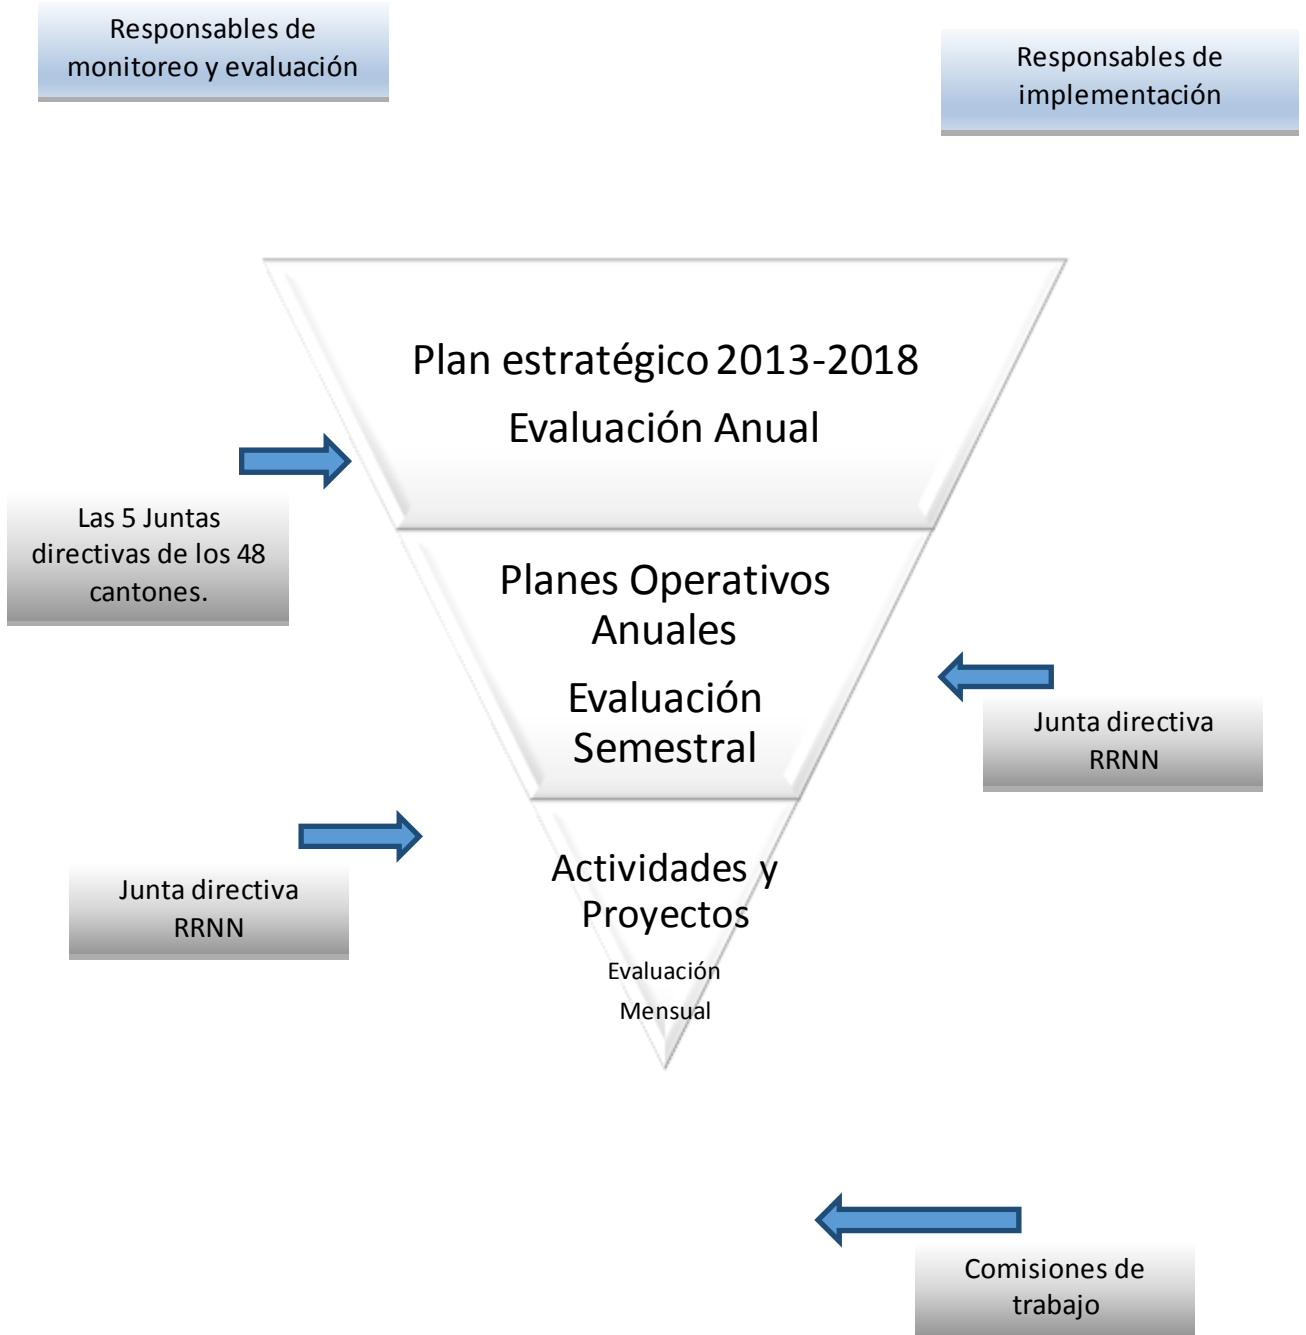 Responsables de
monitoreo y evaluación
Responsables de
implementación
Plan estratégico 2013-2018
Evaluación Anual
Las 5 Juntas
directivas de los 48
cantones.
Planes Operativos
Anuales
Evaluación
Semestral
Junta directiva
RRNN
Junta directiva
RRNN
Actividades y
Proyectos
Evaluación
Mensual
Comisiones de
trabajo